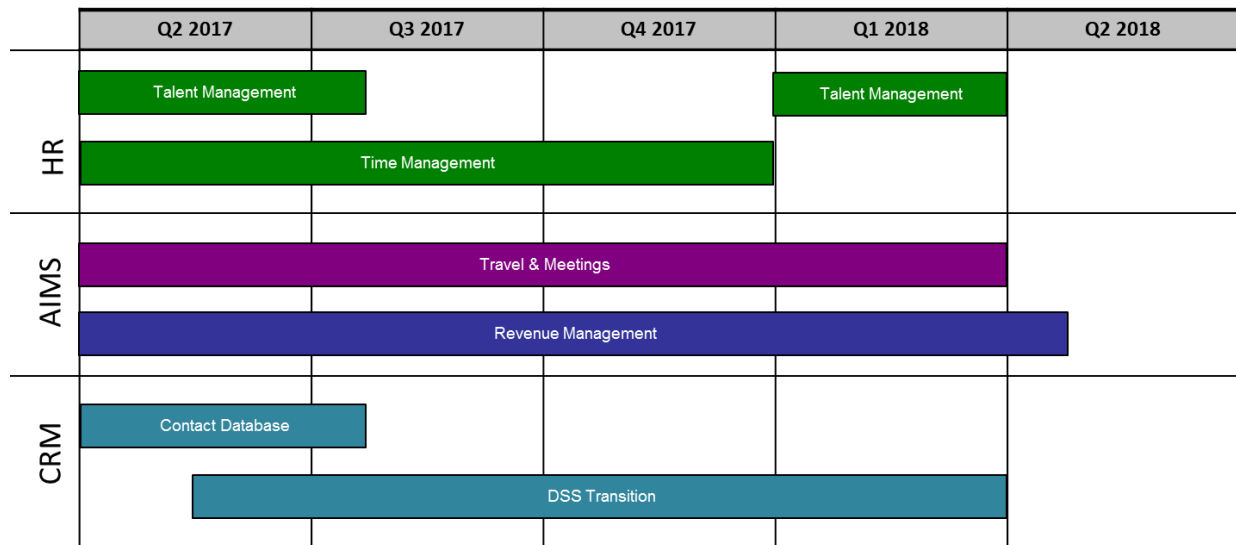 Q2 2017
Q3 2017
Q4 2017
Q1 2018
Q2 2018
HR
Talent Management
Talent Management
Time Management
AIMS
Travel & Meetings
Revenue Management
CRM
Contact Database
DSS Transition